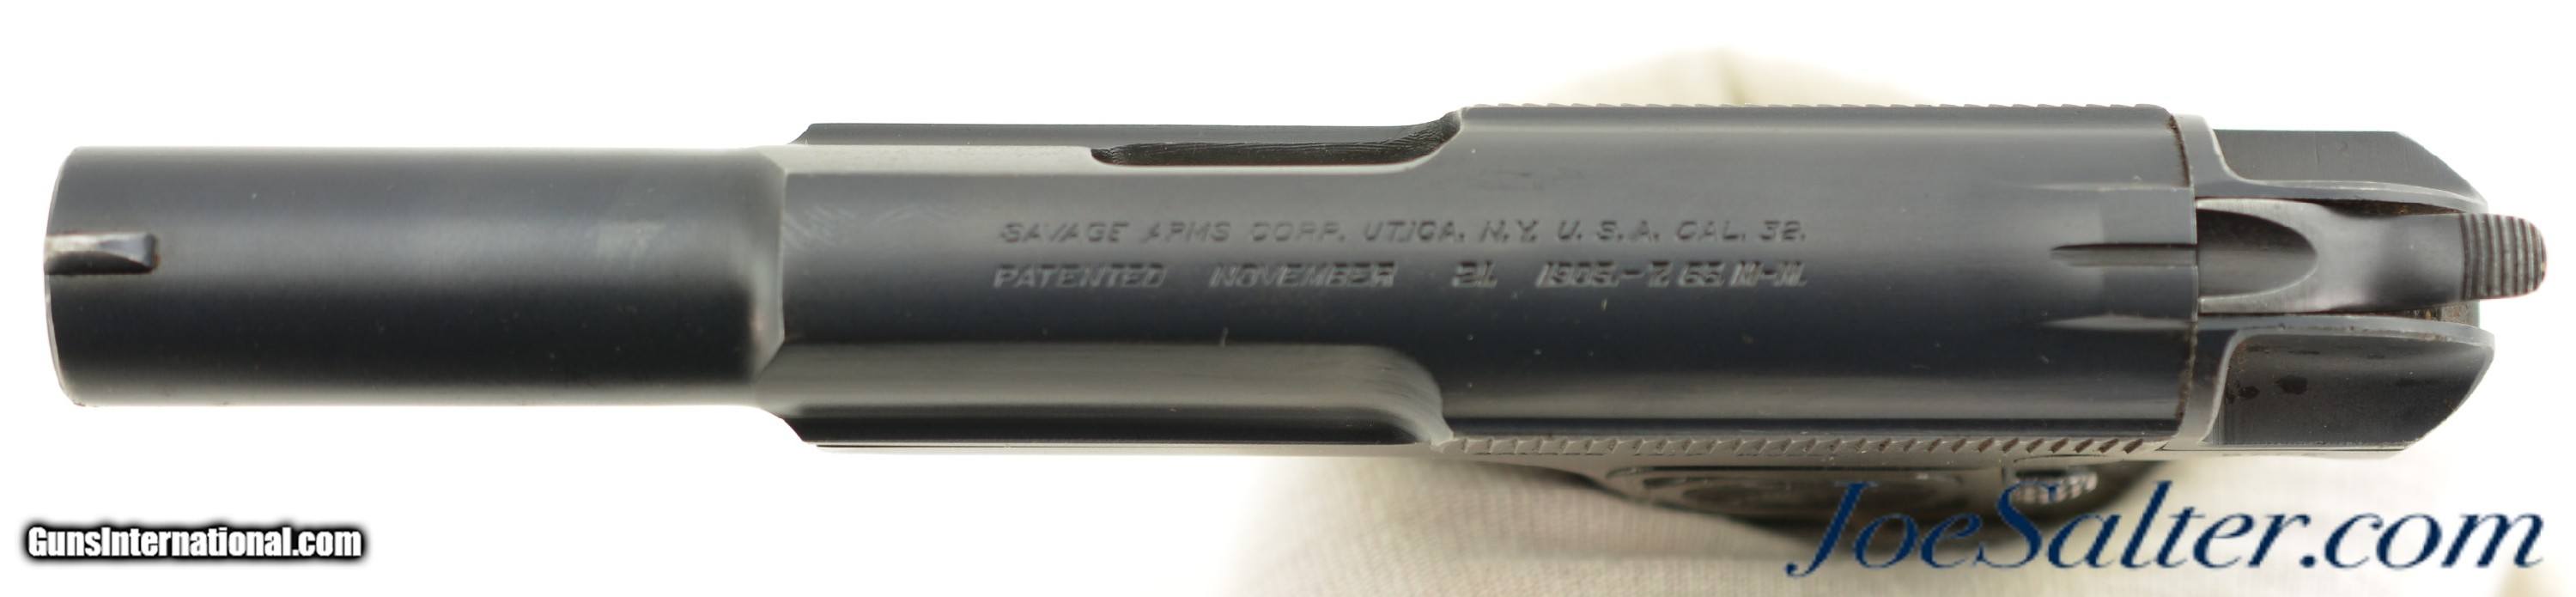 SAVAGE ARMS CORP. UTICA. N.Y. U.S.A. CAL. 32.
PATENTED NOVEMBER 21. 1905.-7.65 M-M.
GunsInternational.com
JoeSalter.com